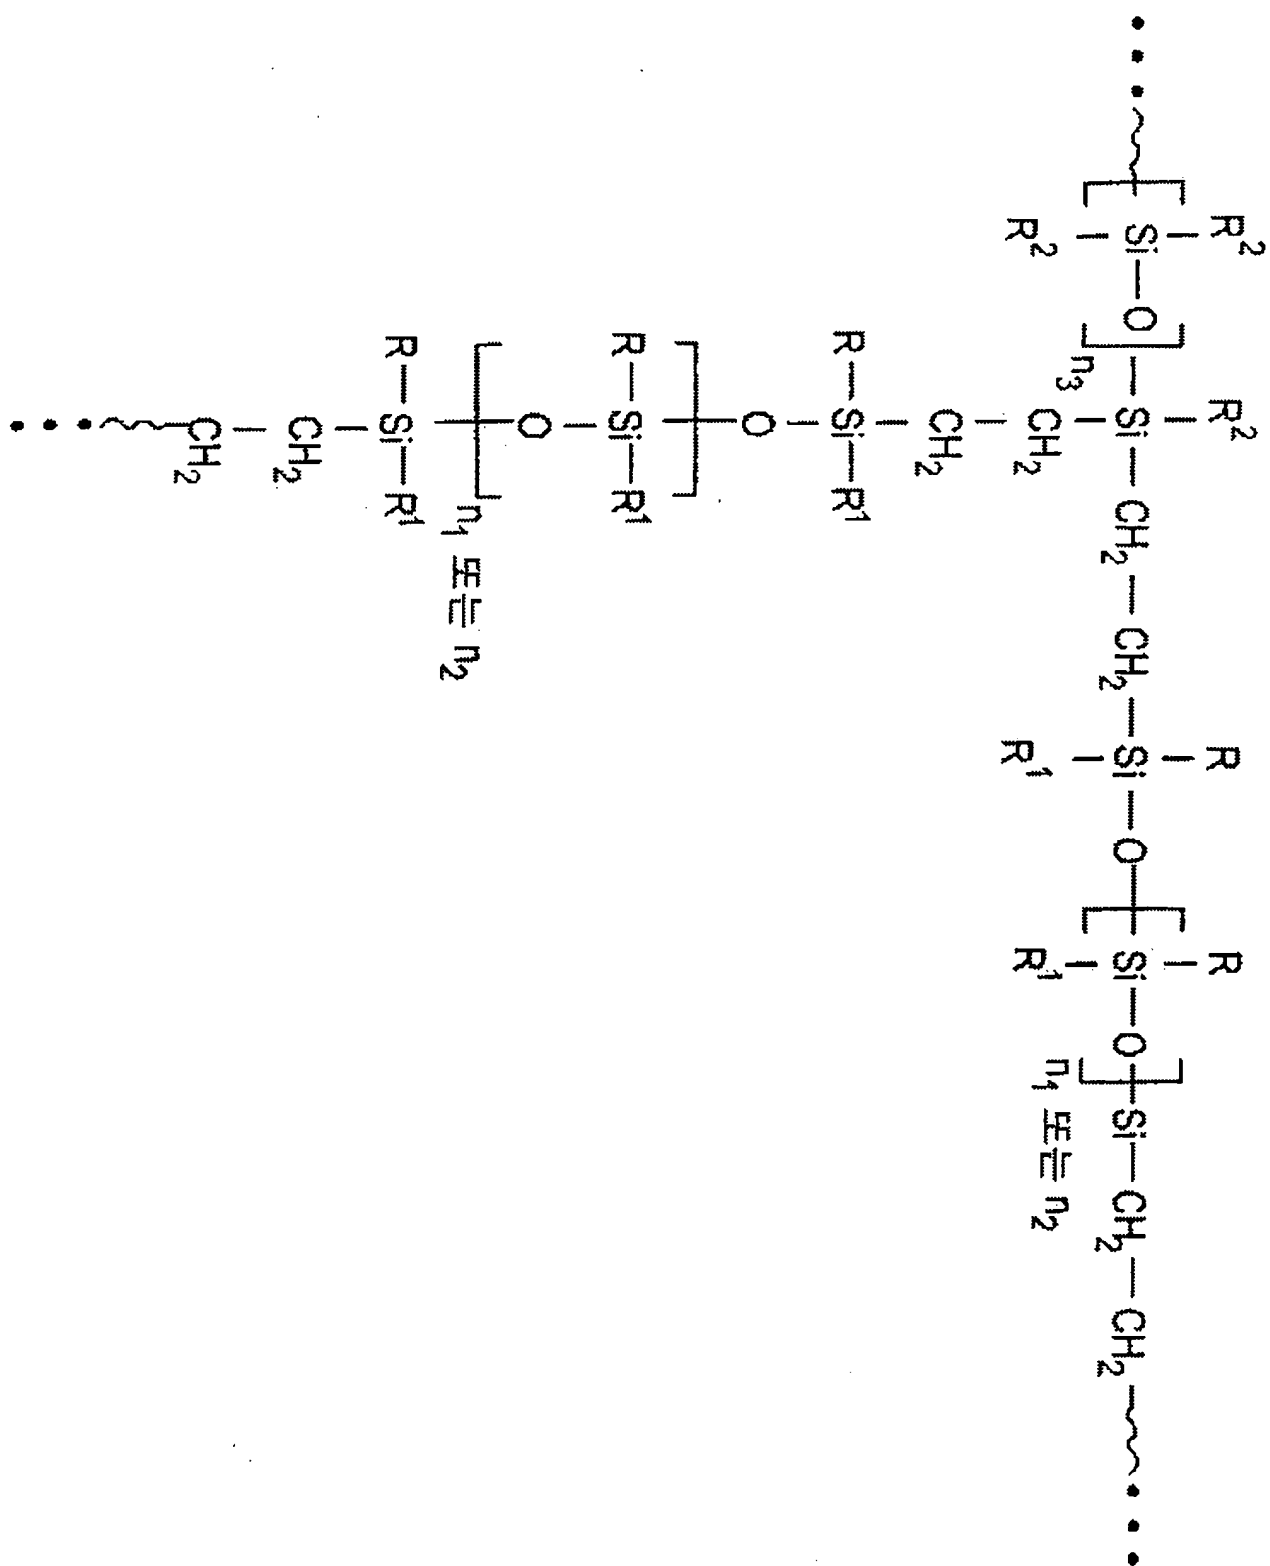 R² R² R R
•••[Si—O]Si—CH₂—CH₂—Si—O—[Si—O]Si—CH₂—CH₂•••
R² n₃ R¹ R¹ n₁ 또는 n₂
CH₂
CH₂
R—Si—R¹
O
R—Si—R¹
O
n₁ 또는 n₂
R—Si—R¹
CH₂
CH₂